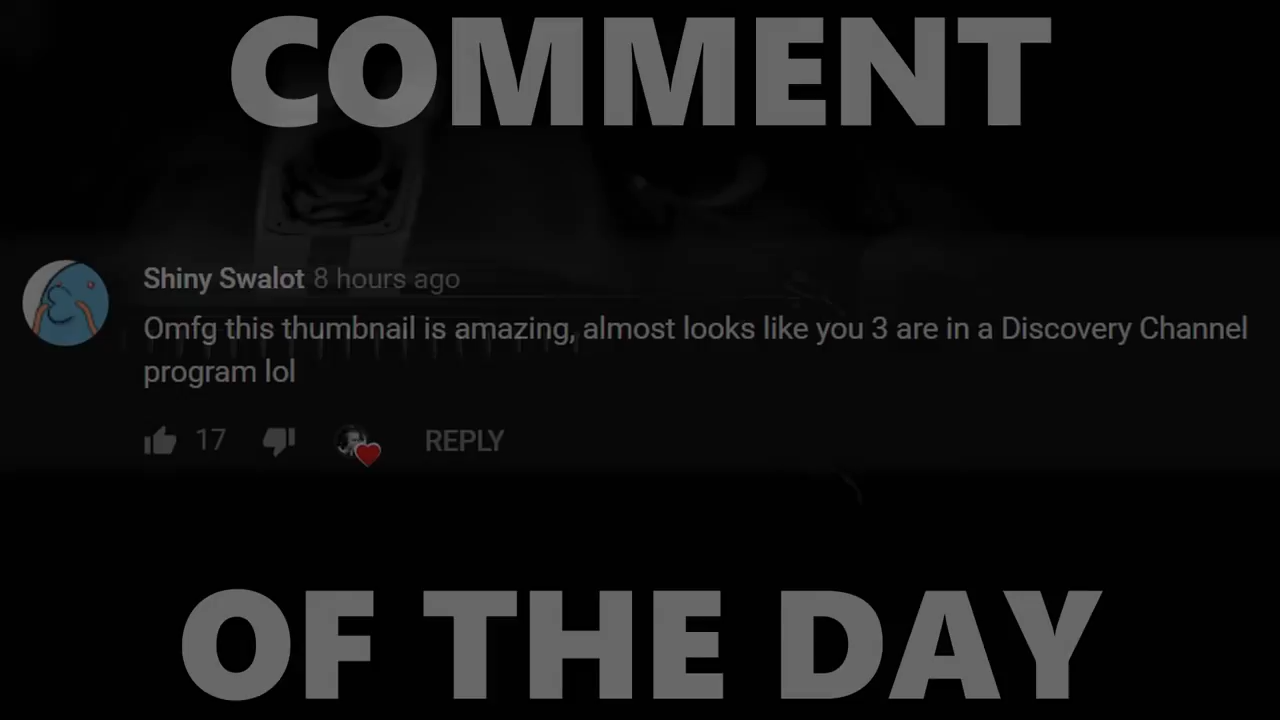 COMMENT
Shiny Swalot 8 hours ago
Omfg this thumbnail is amazing, almost looks like you 3 are in a Discovery Channel
program lol
17 REPLY
OF THE DAY